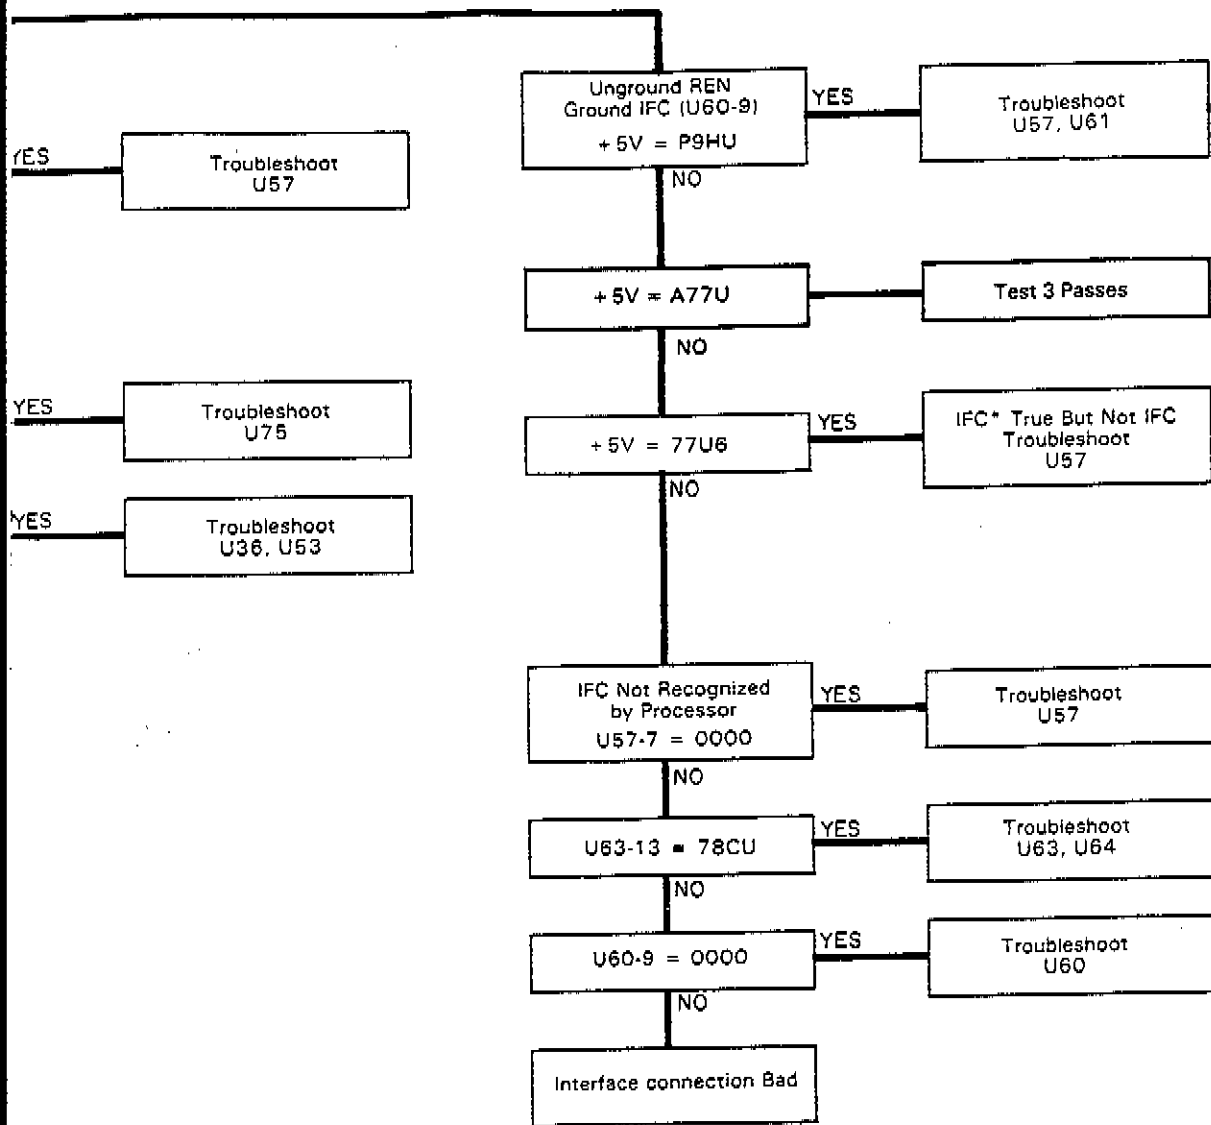 Unground REN
Ground IFC (U60-9)
+5V = P9HU
YES
Troubleshoot
U57, U61
NO
YES
Troubleshoot
U57
+5V = A77U
Test 3 Passes
NO
YES
Troubleshoot
U75
+5V = 77U6
YES
IFC* True But Not IFC
Troubleshoot
U57
NO
YES
Troubleshoot
U36, U53
IFC Not Recognized
by Processor
U57-7 = 0000
YES
Troubleshoot
U57
NO
U63-13 = 78CU
YES
Troubleshoot
U63, U64
NO
U60-9 = 0000
YES
Troubleshoot
U60
NO
Interface connection Bad